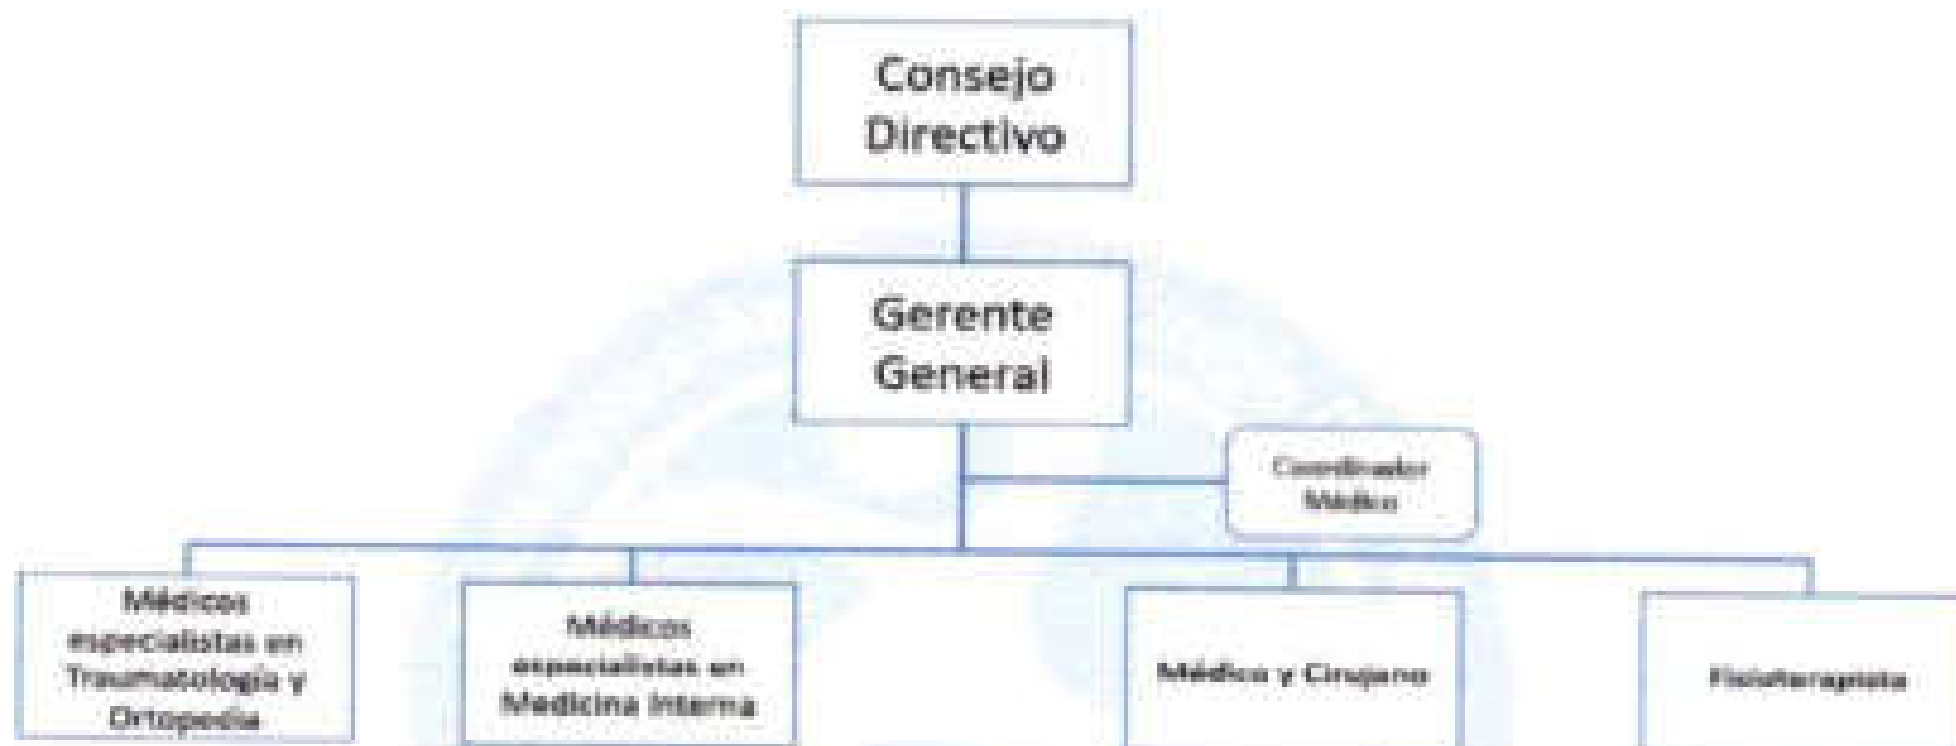 Consejo
Directivo
Gerente
General
Coordinador
Médico
Médicos
especialistas en
Traumatología y
Ortopedia
Médicos
especialistas en
Medicina Interna
Médico y Cirujano
Fisioterapista